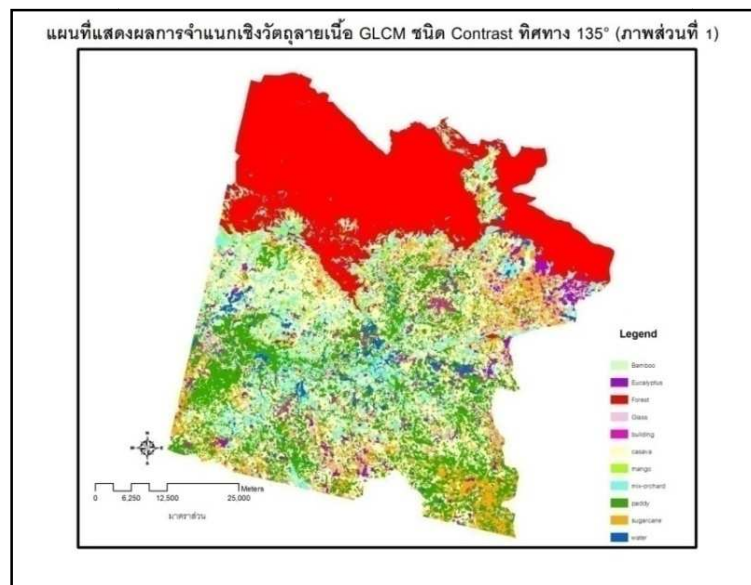 แผนที่แสดงผลการจำแนกเชิงวัตถุลายเนื้อ GLCM ชนิด Contrast ทิศทาง 135° (ภาพส่วนที่ 1)
Legend
Bamboo
Eucalyptus
Forest
Glass
building
casava
mango
mix-orchard
paddy
sugarcane
water
Meters
0 6,250 12,500 25,000
มาตราส่วน